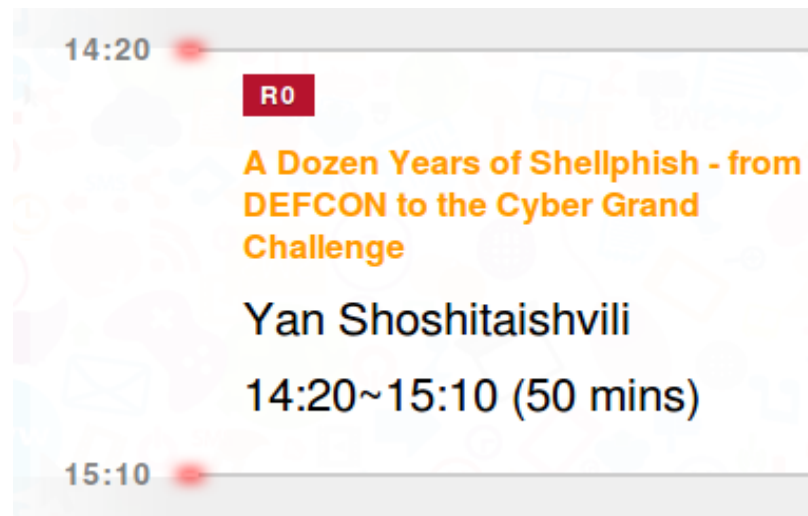 14:20
R0
A Dozen Years of Shellphish - from
DEFCON to the Cyber Grand
Challenge
Yan Shoshitaishvili
14:20~15:10 (50 mins)
15:10